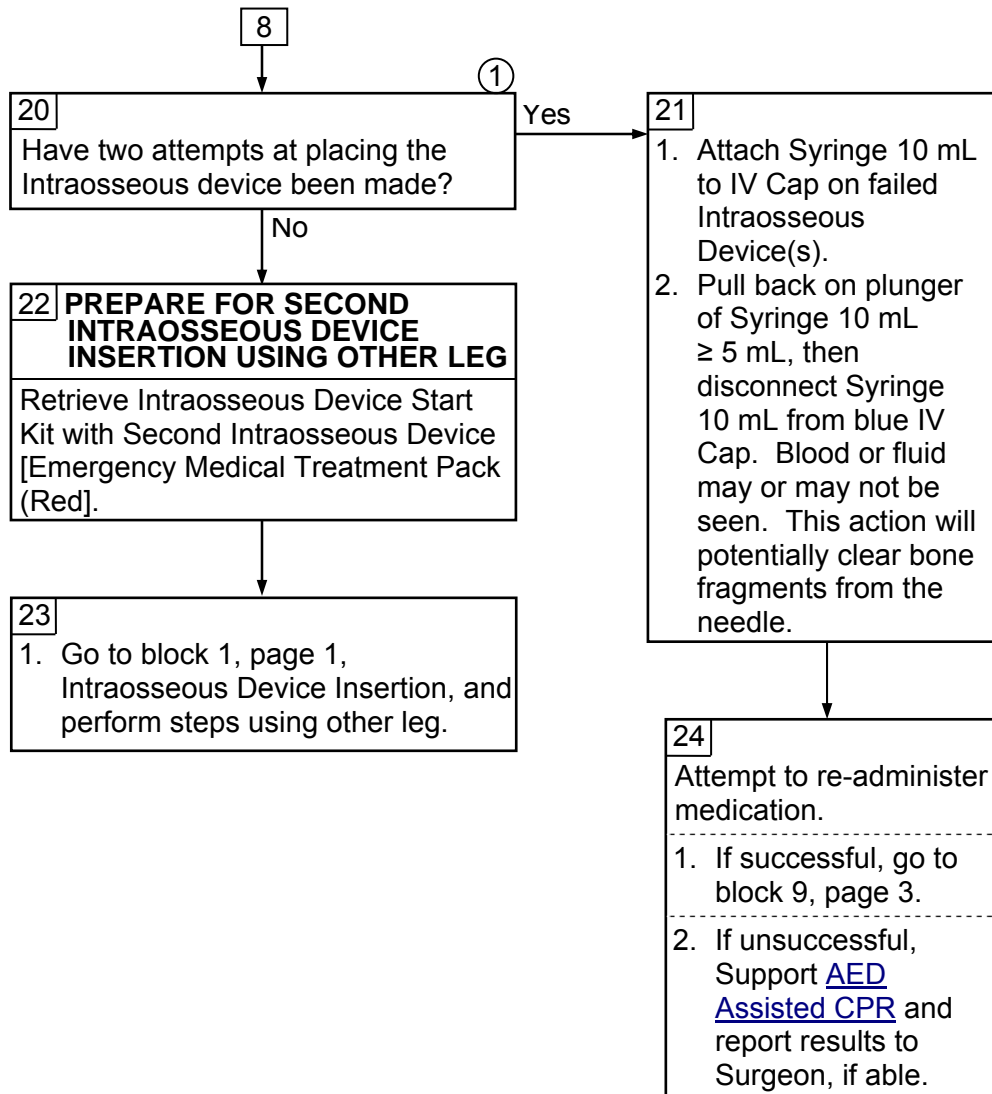 8
1
20
Have two attempts at placing the
Intraosseous device been made?
Yes
No
21
1. Attach Syringe 10 mL
to IV Cap on failed
Intraosseous
Device(s).
2. Pull back on plunger
of Syringe 10 mL
≥ 5 mL, then
disconnect Syringe
10 mL from blue IV
Cap. Blood or fluid
may or may not be
seen. This action will
potentially clear bone
fragments from the
needle.
22 PREPARE FOR SECOND
INTRAOSSEOUS DEVICE
INSERTION USING OTHER LEG
Retrieve Intraosseous Device Start
Kit with Second Intraosseous Device
[Emergency Medical Treatment Pack
(Red].
23
1. Go to block 1, page 1,
Intraosseous Device Insertion, and
perform steps using other leg.
24
Attempt to re-administer
medication.
1. If successful, go to
block 9, page 3.
2. If unsuccessful,
Support AED
Assisted CPR and
report results to
Surgeon, if able.